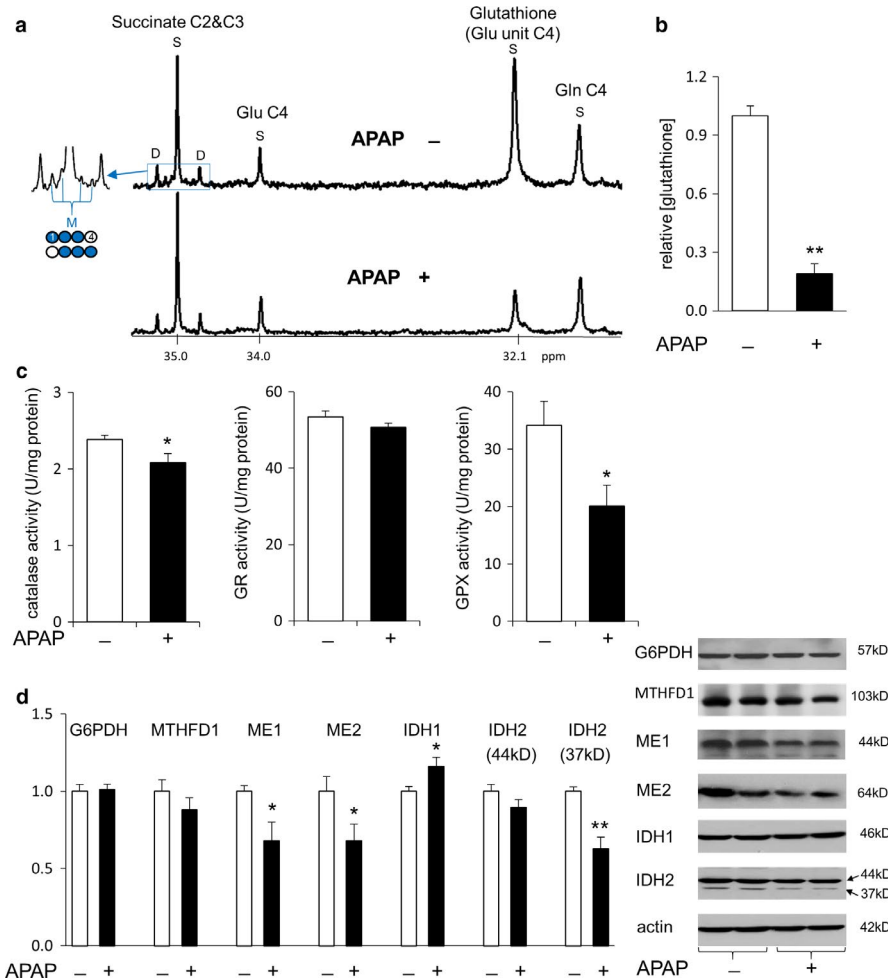 a
Succinate C2&C3
S
Glutathione
(Glu unit C4)
S
Glu C4
S
Gln C4
S
D
D
APAP –
M
1
4
APAP +
35.0
34.0
32.1
ppm
b
relative [glutathione]
1.2
0.9
0.6
0.3
0.0
**
APAP – +
c
catalase activity (U/mg protein)
3
2
1
0
*
APAP – +
GR activity (U/mg protein)
60
40
20
0
– +
GPX activity (U/mg protein)
40
30
20
10
0
*
– +
d
1.5
1.0
0.5
0.0
G6PDH
MTHFD1
ME1
*
ME2
*
IDH1
*
IDH2
(44kD)
IDH2
(37kD)
**
APAP – + – + – + – + – + – + – +
G6PDH 57kD
MTHFD1 103kD
ME1 44kD
ME2 64kD
IDH1 46kD
IDH2 44kD
37kD
actin 42kD
APAP – +